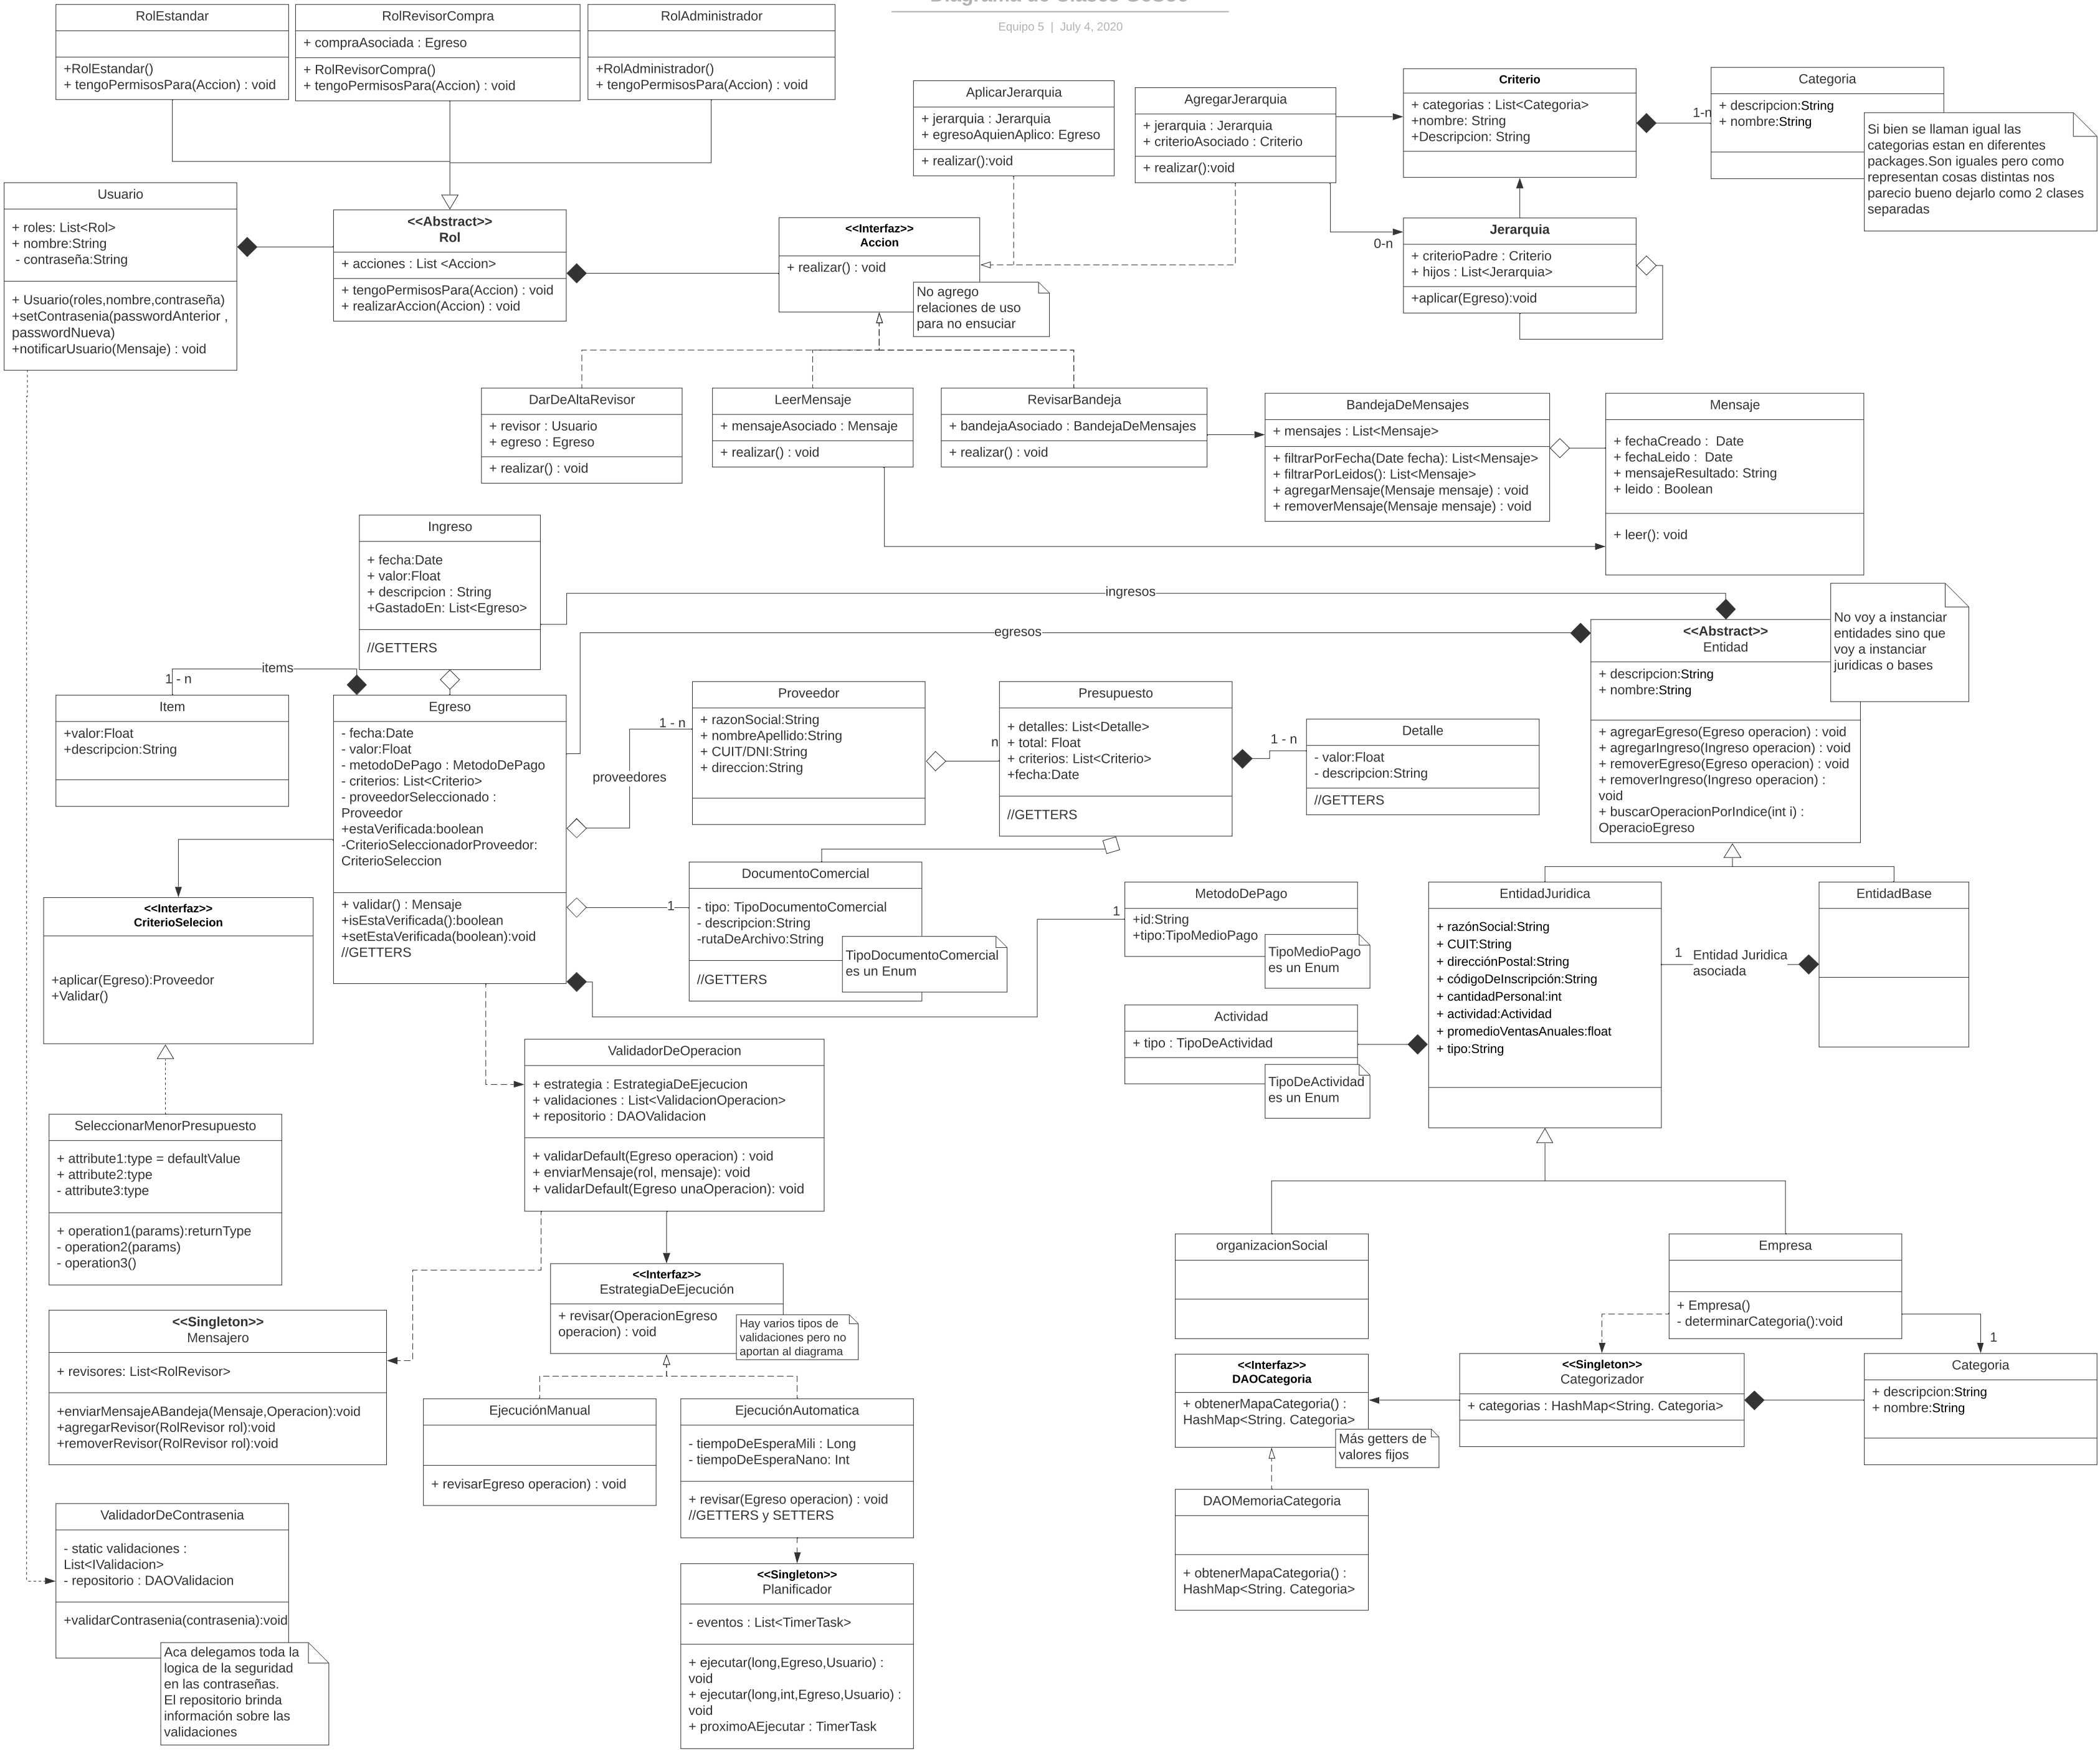 Diagrama de Clases GeSoc
Equipo 5 | July 4, 2020
RolEstandar
+RolEstandar()
+ tengoPermisosPara(Accion) : void
RolRevisorCompra
+ compraAsociada : Egreso
+ RolRevisorCompra()
+ tengoPermisosPara(Accion) : void
RolAdministrador
+RolAdministrador()
+ tengoPermisosPara(Accion) : void
AplicarJerarquia
+ jerarquia : Jerarquia
+ egresoAquienAplico: Egreso
+ realizar():void
AgregarJerarquia
+ jerarquia : Jerarquia
+ criterioAsociado : Criterio
+ realizar():void
Criterio
+ categorias : List<Categoria>
+nombre: String
+Descripcion: String
1-n
Categoria
+ descripcion:String
+ nombre:String
Si bien se llaman igual las
categorias estan en diferentes
packages.Son iguales pero como
representan cosas distintas nos
parecio bueno dejarlo como 2 clases
separadas
Usuario
+ roles: List<Rol>
+ nombre:String
- contraseña:String
+ Usuario(roles,nombre,contraseña)
+setContrasenia(passwordAnterior ,
passwordNueva)
+notificarUsuario(Mensaje) : void
<<Abstract>>
Rol
+ acciones : List <Accion>
+ tengoPermisosPara(Accion) : void
+ realizarAccion(Accion) : void
<<Interfaz>>
Accion
+ realizar() : void
No agrego
relaciones de uso
para no ensuciar
0-n
Jerarquia
+ criterioPadre : Criterio
+ hijos : List<Jerarquia>
+aplicar(Egreso):void
DarDeAltaRevisor
+ revisor : Usuario
+ egreso : Egreso
+ realizar() : void
LeerMensaje
+ mensajeAsociado : Mensaje
+ realizar() : void
RevisarBandeja
+ bandejaAsociado : BandejaDeMensajes
+ realizar() : void
BandejaDeMensajes
+ mensajes : List<Mensaje>
+ filtrarPorFecha(Date fecha): List<Mensaje>
+ filtrarPorLeidos(): List<Mensaje>
+ agregarMensaje(Mensaje mensaje) : void
+ removerMensaje(Mensaje mensaje) : void
Mensaje
+ fechaCreado :  Date
+ fechaLeido :  Date
+ mensajeResultado: String
+ leido : Boolean
+ leer(): void
Ingreso
+ fecha:Date
+ valor:Float
+ descripcion : String
+GastadoEn: List<Egreso>
//GETTERS
ingresos
egresos
<<Abstract>>
Entidad
+ descripcion:String
+ nombre:String
+ agregarEgreso(Egreso operacion) : void
+ agregarIngreso(Ingreso operacion) : void
+ removerEgreso(Egreso operacion) : void
+ removerIngreso(Ingreso operacion) :
void
+ buscarOperacionPorIndice(int i) :
OperacioEgreso
No voy a instanciar
entidades sino que
voy a instanciar
juridicas o bases
items
1 - n
Item
+valor:Float
+descripcion:String
Egreso
- fecha:Date
- valor:Float
- metodoDePago : MetodoDePago
- criterios: List<Criterio>
- proveedorSeleccionado :
Proveedor
+estaVerificada:boolean
-CriterioSeleccionadorProveedor:
CriterioSeleccion
+ validar() : Mensaje
+isEstaVerificada():boolean
+setEstaVerificada(boolean):void
//GETTERS
1 - n
proveedores
Proveedor
+ razonSocial:String
+ nombreApellido:String
+ CUIT/DNI:String
+ direccion:String
n
Presupuesto
+ detalles: List<Detalle>
+ total: Float
+ criterios: List<Criterio>
+fecha:Date
//GETTERS
1 - n
Detalle
- valor:Float
- descripcion:String
//GETTERS
1
DocumentoComercial
- tipo: TipoDocumentoComercial
- descripcion:String
-rutaDeArchivo:String
//GETTERS
TipoDocumentoComercial
es un Enum
1
MetodoDePago
+id:String
+tipo:TipoMedioPago
TipoMedioPago
es un Enum
Actividad
+ tipo : TipoDeActividad
TipoDeActividad
es un Enum
EntidadJuridica
+ razónSocial:String
+ CUIT:String
+ direcciónPostal:String
+ códigoDeInscripción:String
+ cantidadPersonal:int
+ actividad:Actividad
+ promedioVentasAnuales:float
+ tipo:String
1
Entidad Juridica
asociada
EntidadBase
<<Interfaz>>
CriterioSelecion
+aplicar(Egreso):Proveedor
+Validar()
SeleccionarMenorPresupuesto
+ attribute1:type = defaultValue
+ attribute2:type
- attribute3:type
+ operation1(params):returnType
- operation2(params)
- operation3()
ValidadorDeOperacion
+ estrategia : EstrategiaDeEjecucion
+ validaciones : List<ValidacionOperacion>
+ repositorio : DAOValidacion
+ validarDefault(Egreso operacion) : void
+ enviarMensaje(rol, mensaje): void
+ validarDefault(Egreso unaOperacion): void
<<Interfaz>>
EstrategiaDeEjecución
+ revisar(OperacionEgreso
operacion) : void
Hay varios tipos de
validaciones pero no
aportan al diagrama
<<Singleton>>
Mensajero
+ revisores: List<RolRevisor>
+enviarMensajeABandeja(Mensaje,Operacion):void
+agregarRevisor(RolRevisor rol):void
+removerRevisor(RolRevisor rol):void
EjecuciónManual
+ revisarEgreso operacion) : void
EjecuciónAutomatica
- tiempoDeEsperaMili : Long
- tiempoDeEsperaNano: Int
+ revisar(Egreso operacion) : void
//GETTERS y SETTERS
<<Singleton>>
Planificador
- eventos : List<TimerTask>
+ ejecutar(long,Egreso,Usuario) :
void
+ ejecutar(long,int,Egreso,Usuario) :
void
+ proximoAEjecutar : TimerTask
ValidadorDeContrasenia
- static validaciones :
List<IValidacion>
- repositorio : DAOValidacion
+validarContrasenia(contrasenia):void
Aca delegamos toda la
logica de la seguridad
en las contraseñas.
El repositorio brinda
información sobre las
validaciones
organizacionSocial
Empresa
+ Empresa()
- determinarCategoria():void
1
<<Interfaz>>
DAOCategoria
+ obtenerMapaCategoria() :
HashMap<String. Categoria>
Más getters de
valores fijos
<<Singleton>>
Categorizador
+ categorias : HashMap<String. Categoria>
Categoria
+ descripcion:String
+ nombre:String
DAOMemoriaCategoria
+ obtenerMapaCategoria() :
HashMap<String. Categoria>